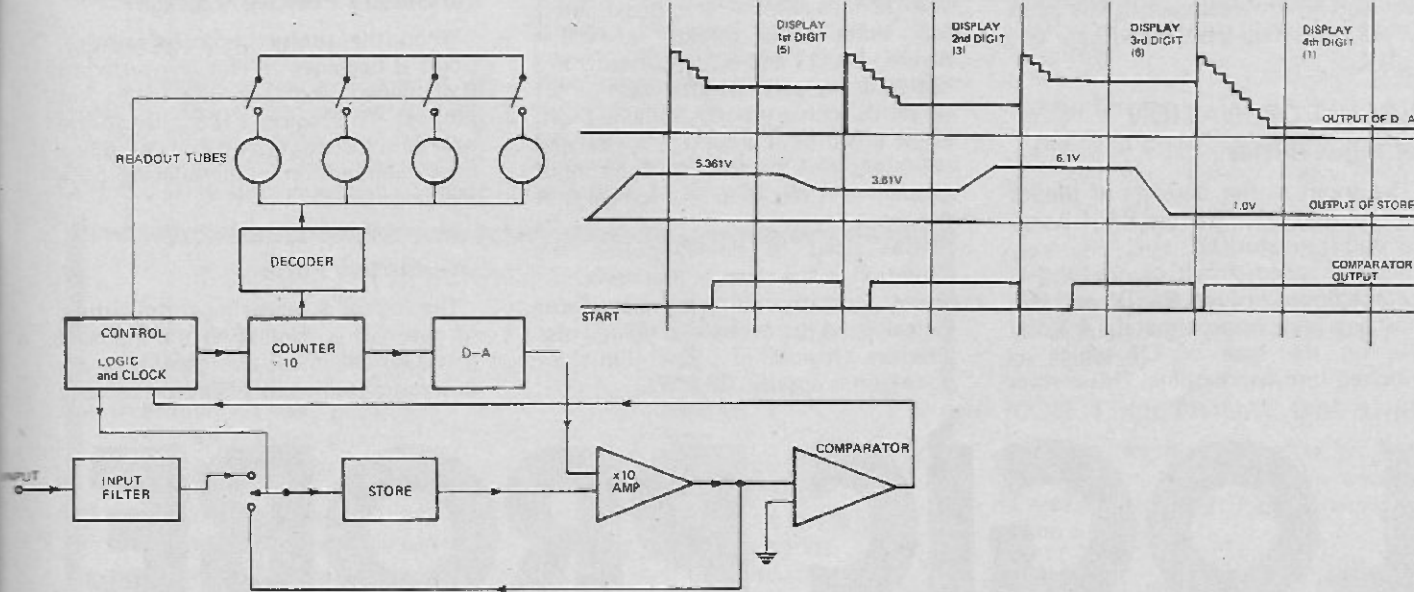 READOUT TUBES
DECODER
CONTROL
LOGIC
and CLOCK
COUNTER
÷10
D-A
INPUT
FILTER
STORE
x10
AMP
COMPARATOR
DISPLAY
1st DIGIT
(5)
DISPLAY
2nd DIGIT
(3)
DISPLAY
3rd DIGIT
(6)
DISPLAY
4th DIGIT
(1)
OUTPUT OF D-A
5.361V
3.61V
6.1V
1.0V
OUTPUT OF STORE
COMPARATOR
OUTPUT
START